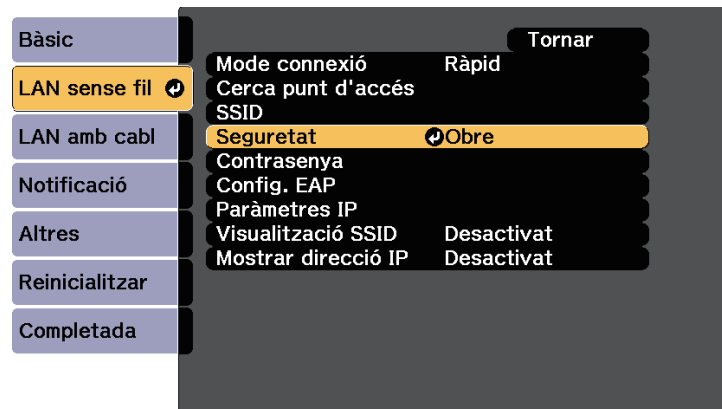 Bàsic
LAN sense fil
LAN amb cabl
Notificació
Altres
Reinicialitzar
Completada
Tornar
Mode connexió Ràpid
Cerca punt d'accés
SSID
Seguretat Obre
Contrasenya
Config. EAP
Paràmetres IP
Visualització SSID Desactivat
Mostrar direcció IP Desactivat